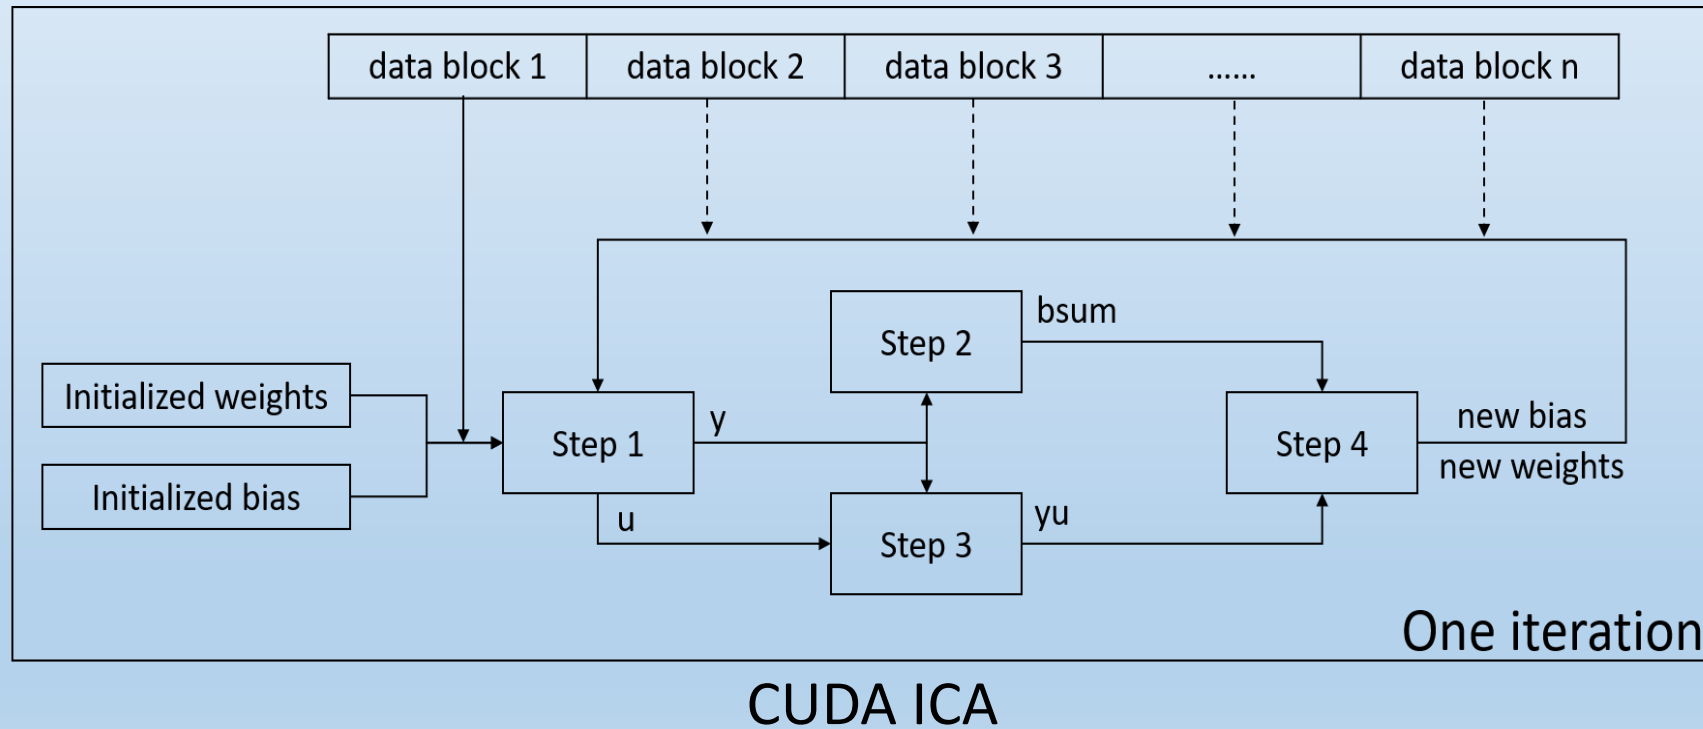 data block 1 data block 2 data block 3 ...... data block n
bsum
Step 2
Initialized weights
y
new bias
Step 1
Step 4
new weights
Initialized bias
u
yu
Step 3
One iteration
CUDA ICA